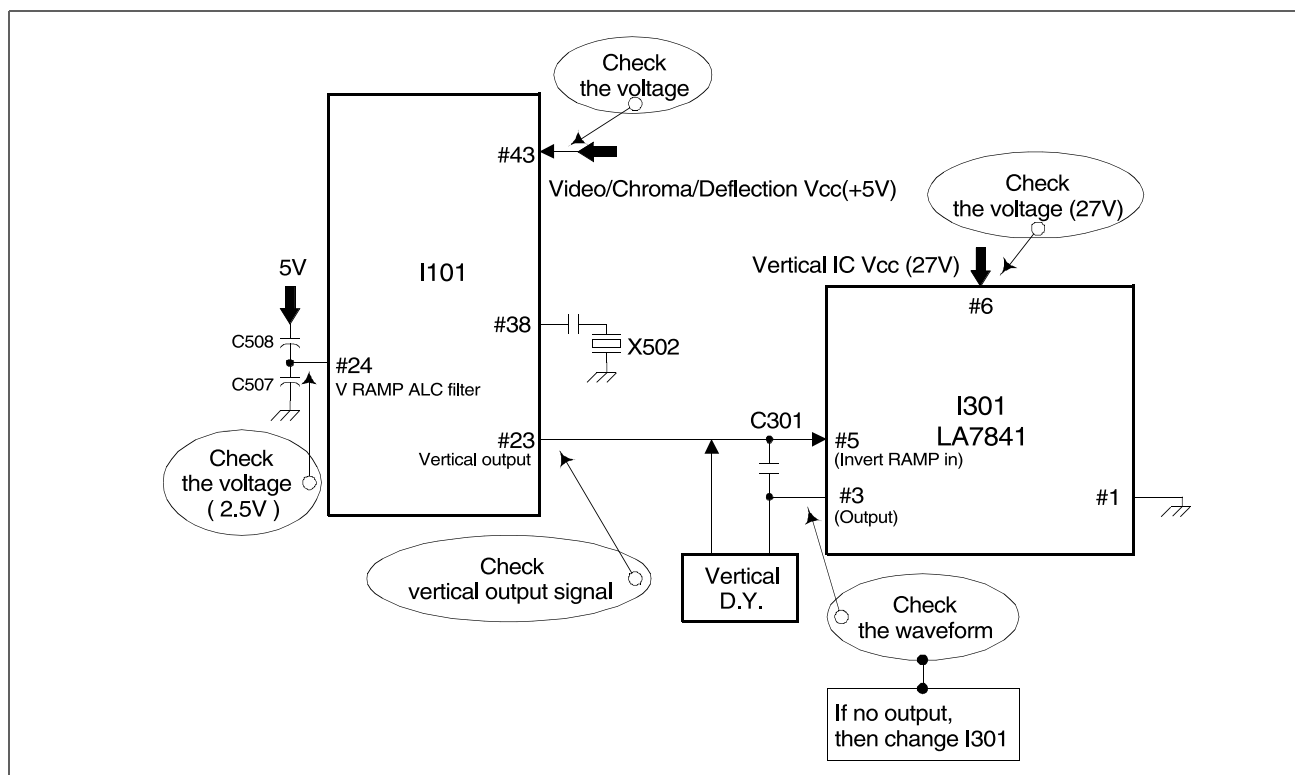 Check
the voltage
#43
Video/Chroma/Deflection Vcc(+5V)
Check
the voltage (27V)
Vertical IC Vcc (27V)
#6
5V
I101
C508
#38
X502
#24
C507
V RAMP ALC filter
C301
I301
LA7841
#23
Vertical output
#5
(Invert RAMP in)
Check
the voltage
( 2.5V )
#3
(Output)
#1
Check
vertical output signal
Vertical
D.Y.
Check
the waveform
If no output,
then change I301